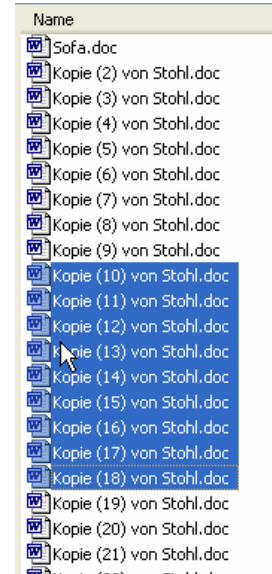 Name
Sofa.doc
Kopie (2) von Stohl.doc
Kopie (3) von Stohl.doc
Kopie (4) von Stohl.doc
Kopie (5) von Stohl.doc
Kopie (6) von Stohl.doc
Kopie (7) von Stohl.doc
Kopie (8) von Stohl.doc
Kopie (9) von Stohl.doc
Kopie (10) von Stohl.doc
Kopie (11) von Stohl.doc
Kopie (12) von Stohl.doc
Kopie (13) von Stohl.doc
Kopie (14) von Stohl.doc
Kopie (15) von Stohl.doc
Kopie (16) von Stohl.doc
Kopie (17) von Stohl.doc
Kopie (18) von Stohl.doc
Kopie (19) von Stohl.doc
Kopie (20) von Stohl.doc
Kopie (21) von Stohl.doc